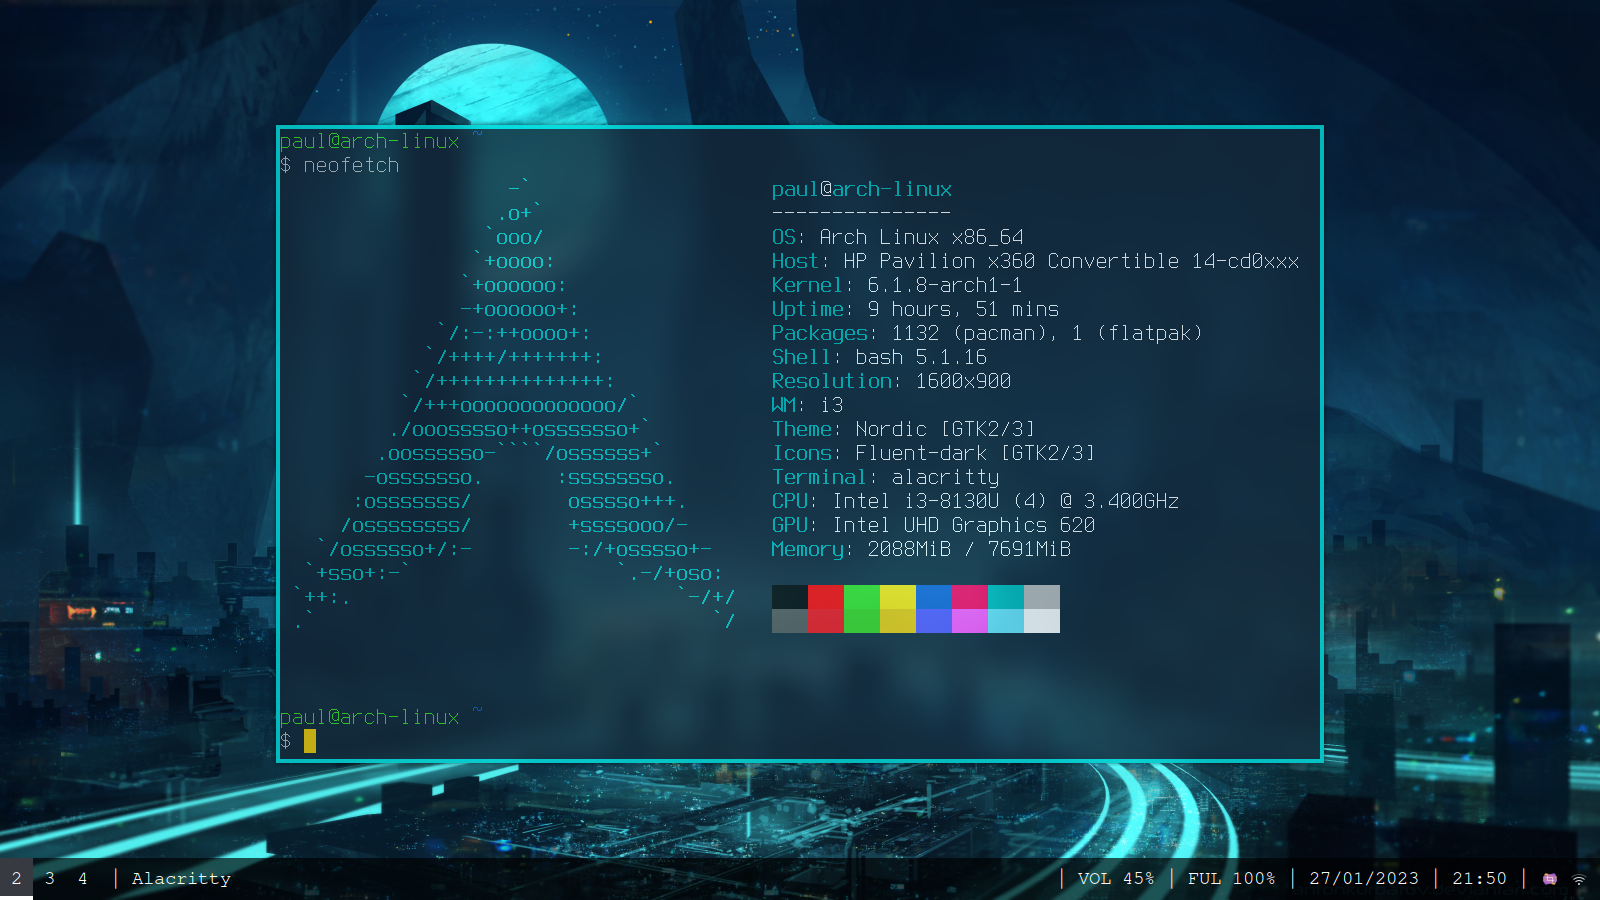 paul@arch-linux ~
$ neofetch
-`
.o+`
`ooo/
`+oooo:
`+oooooo:
-+oooooo+:
`/:-:++oooo+:
`/++++/+++++++:
`/++++++++++++++:
`/+++ooooooooooooo/`
./ooosssso++osssssso+`
.oossssso-````/ossssss+`
-osssssso.      :ssssssso.
:osssssss/        osssso+++.
/ossssssss/        +ssssooo/-
`/ossssso+/:-        -:/+osssso+-
`+sso+:-`                 `.-/+oso:
`++:.                           `-/+/
.`                                 `/
paul@arch-linux
---------------
OS: Arch Linux x86_64
Host: HP Pavilion x360 Convertible 14-cd0xxx
Kernel: 6.1.8-arch1-1
Uptime: 9 hours, 51 mins
Packages: 1132 (pacman), 1 (flatpak)
Shell: bash 5.1.16
Resolution: 1600x900
WM: i3
Theme: Nordic [GTK2/3]
Icons: Fluent-dark [GTK2/3]
Terminal: alacritty
CPU: Intel i3-8130U (4) @ 3.400GHz
GPU: Intel UHD Graphics 620
Memory: 2088MiB / 7691MiB
paul@arch-linux ~
$
2 3 4 | Alacritty | VOL 45% | FUL 100% | 27/01/2023 | 21:50 |